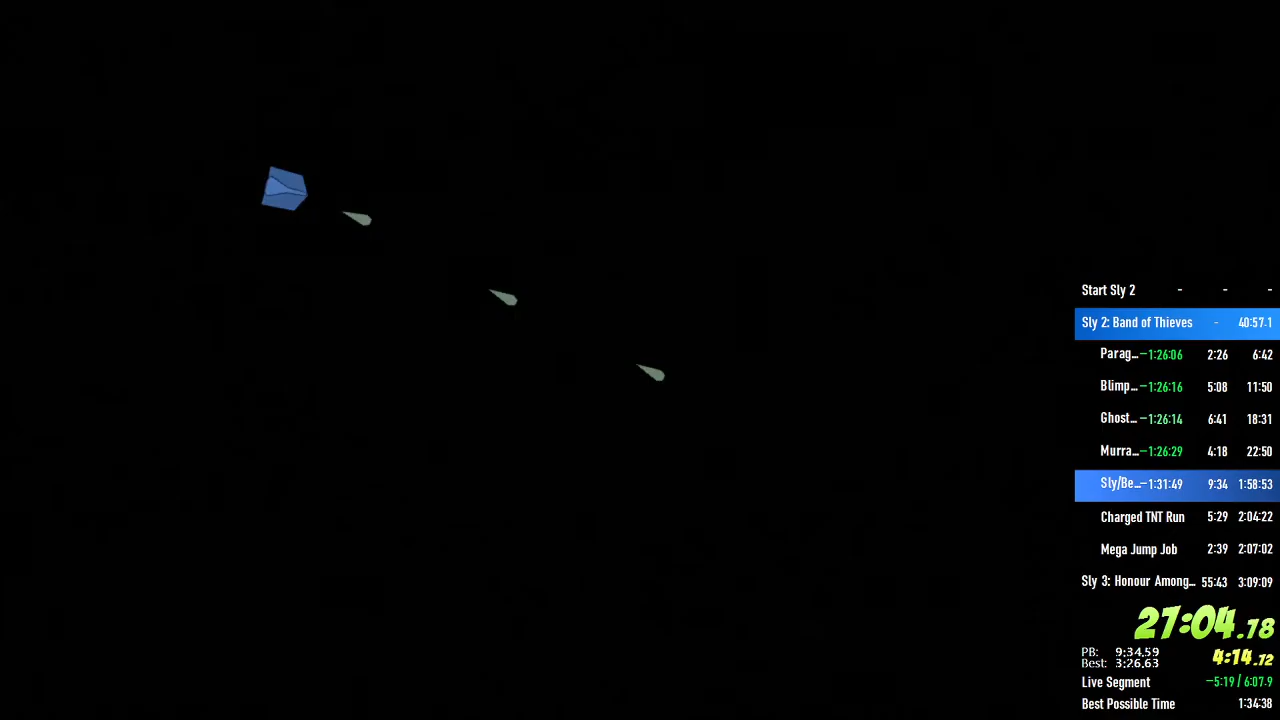 Start Sly 2 - - -
Sly 2: Band of Thieves - 40:57.1
Parag... -1:26:06 2:26 6:42
Blimp... -1:26:16 5:08 11:50
Ghost... -1:26:14 6:41 18:31
Murra... -1:26:29 4:18 22:50
Sly/Be... -1:31:49 9:34 1:58:53
Charged TNT Run 5:29 2:04:22
Mega Jump Job 2:39 2:07:02
Sly 3: Honour Among... 55:43 3:09:09
27:04.78
PB: 9:34.59
Best: 3:26.63 4:14.72
Live Segment -5:19 / 6:07.9
Best Possible Time 1:34:38